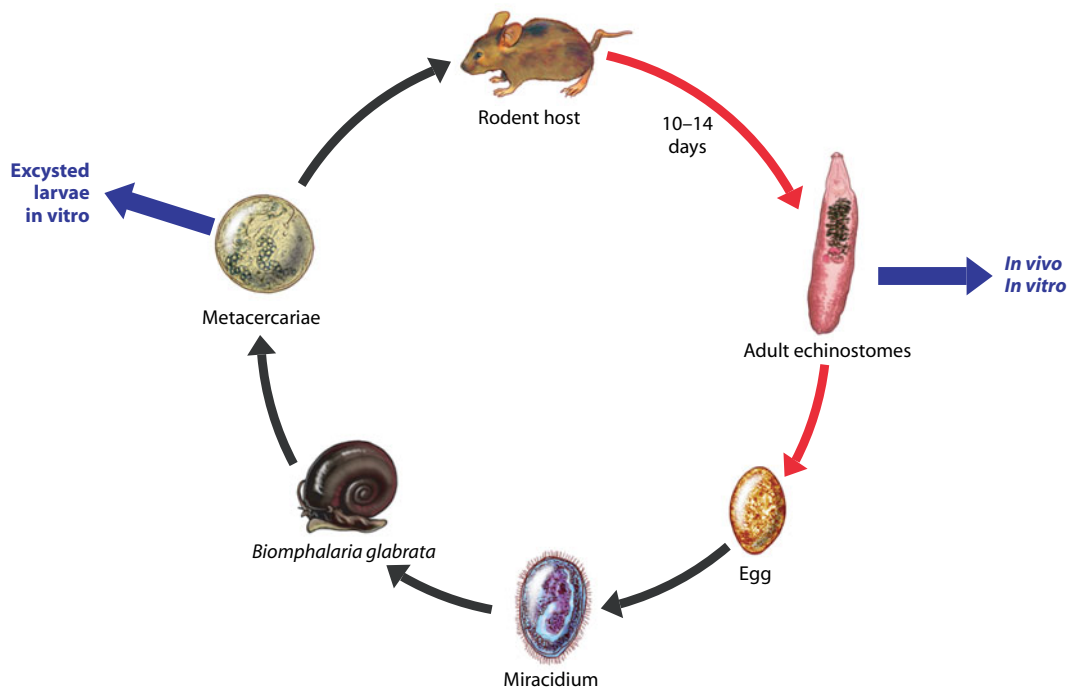 Rodent host
10–14
days
Excysted
larvae
in vitro
In vivo
In vitro
Metacercariae
Adult echinostomes
Biomphalaria glabrata
Egg
Miracidium